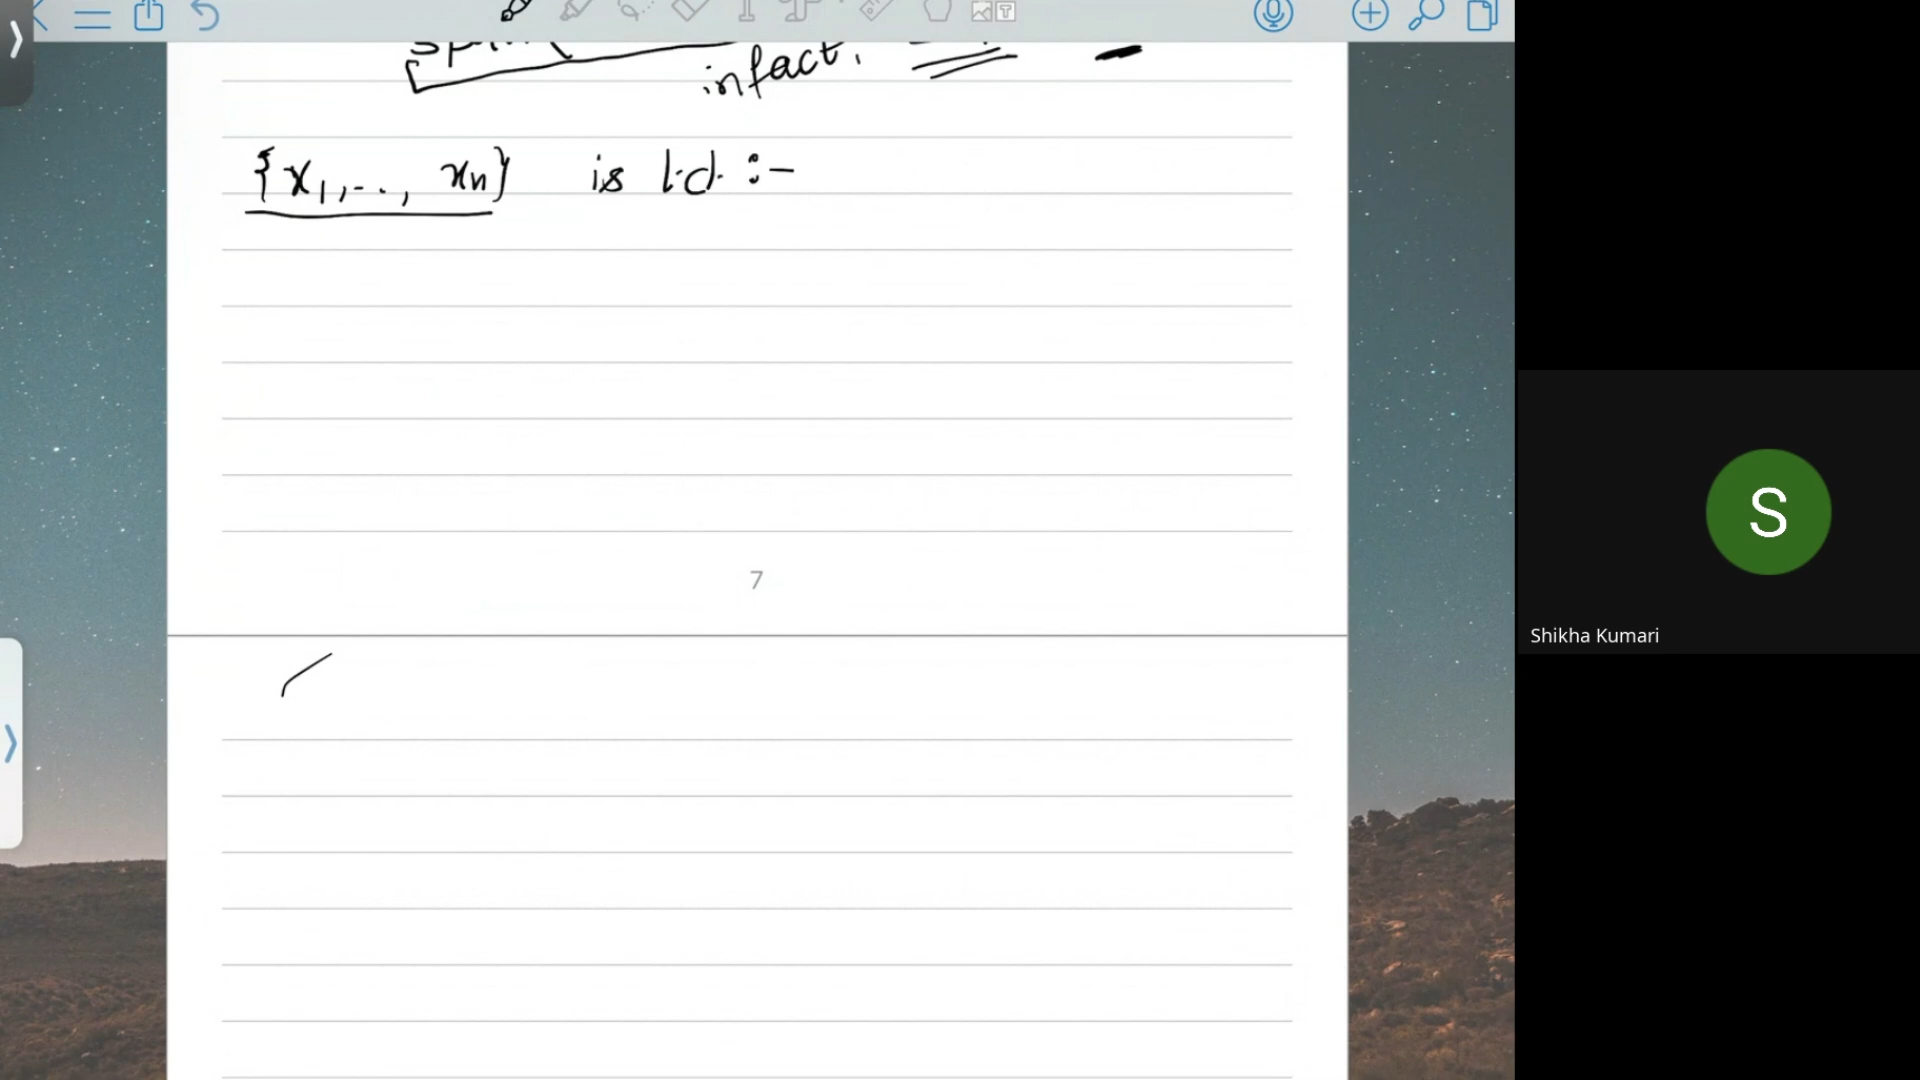 infact.
{x1,.., xn} is l.d. :-
7
S
Shikha Kumari